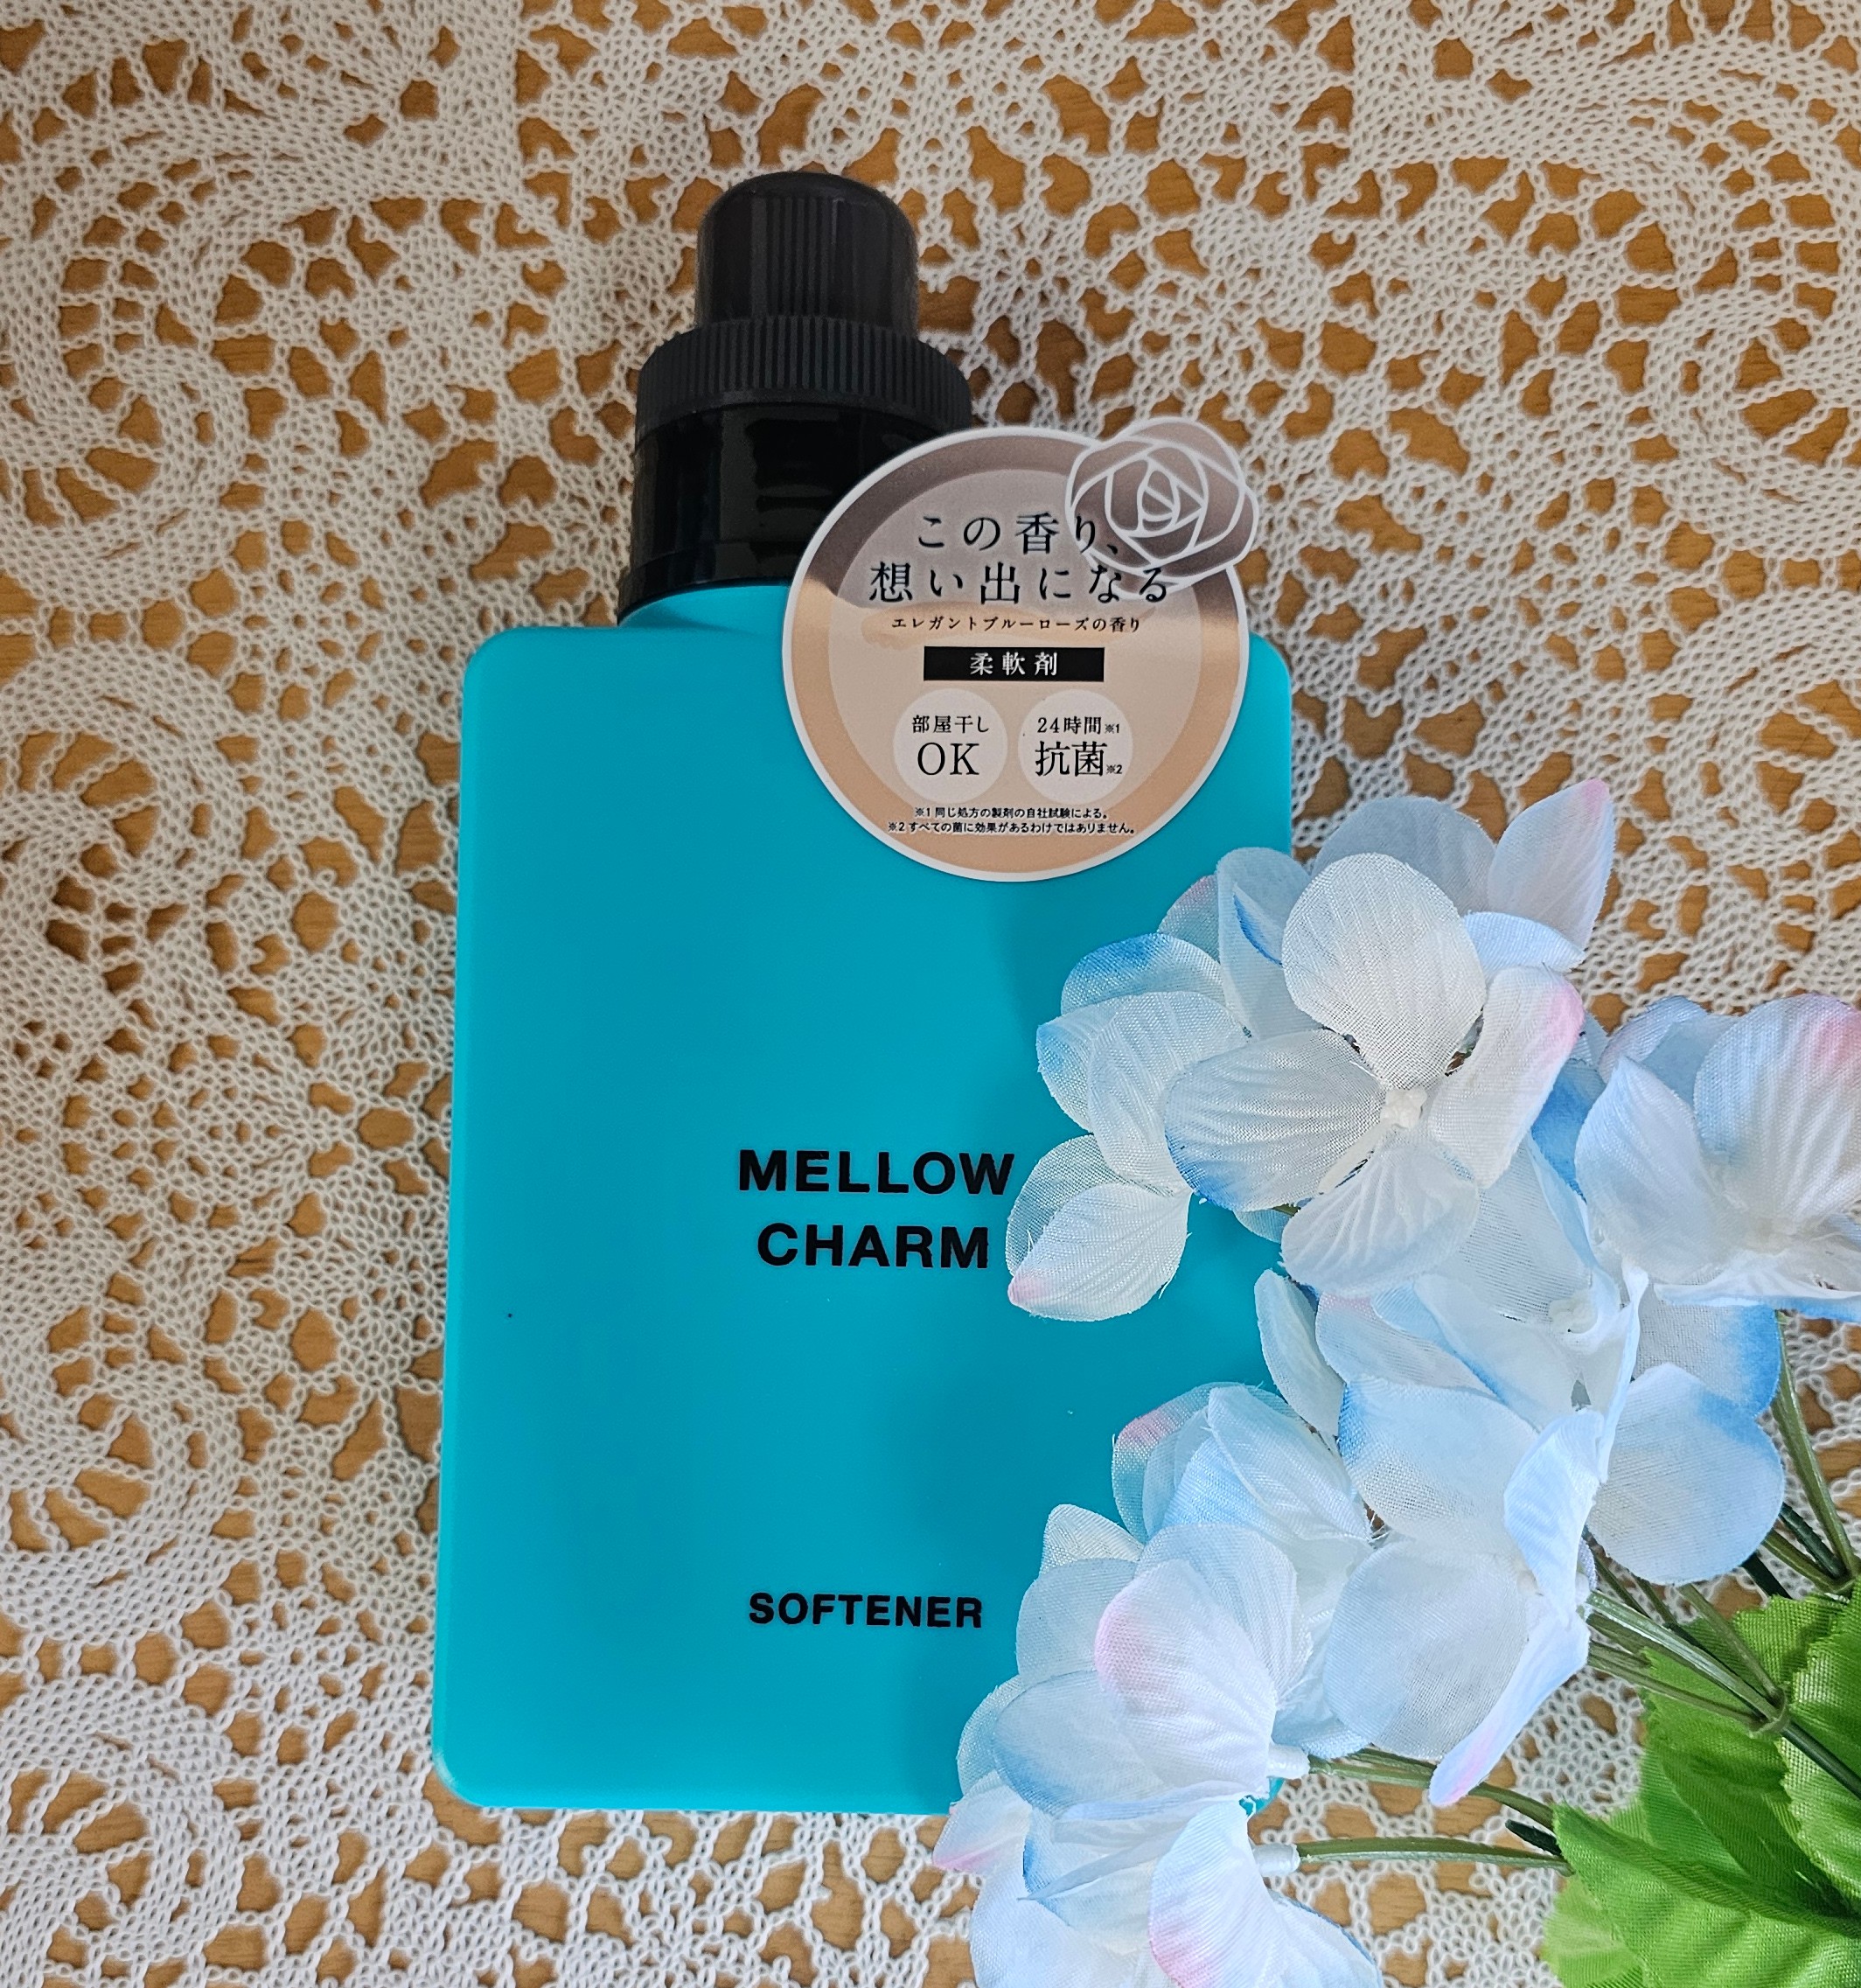 この香り、
想い出になる
エレガントブルーローズの香り
柔軟剤
部屋干し
OK
24時間※1
抗菌※2
※1 同じ処方の製剤の自社試験による。
※2 すべての菌に効果があるわけではありません。
MELLOW
CHARM
SOFTENER